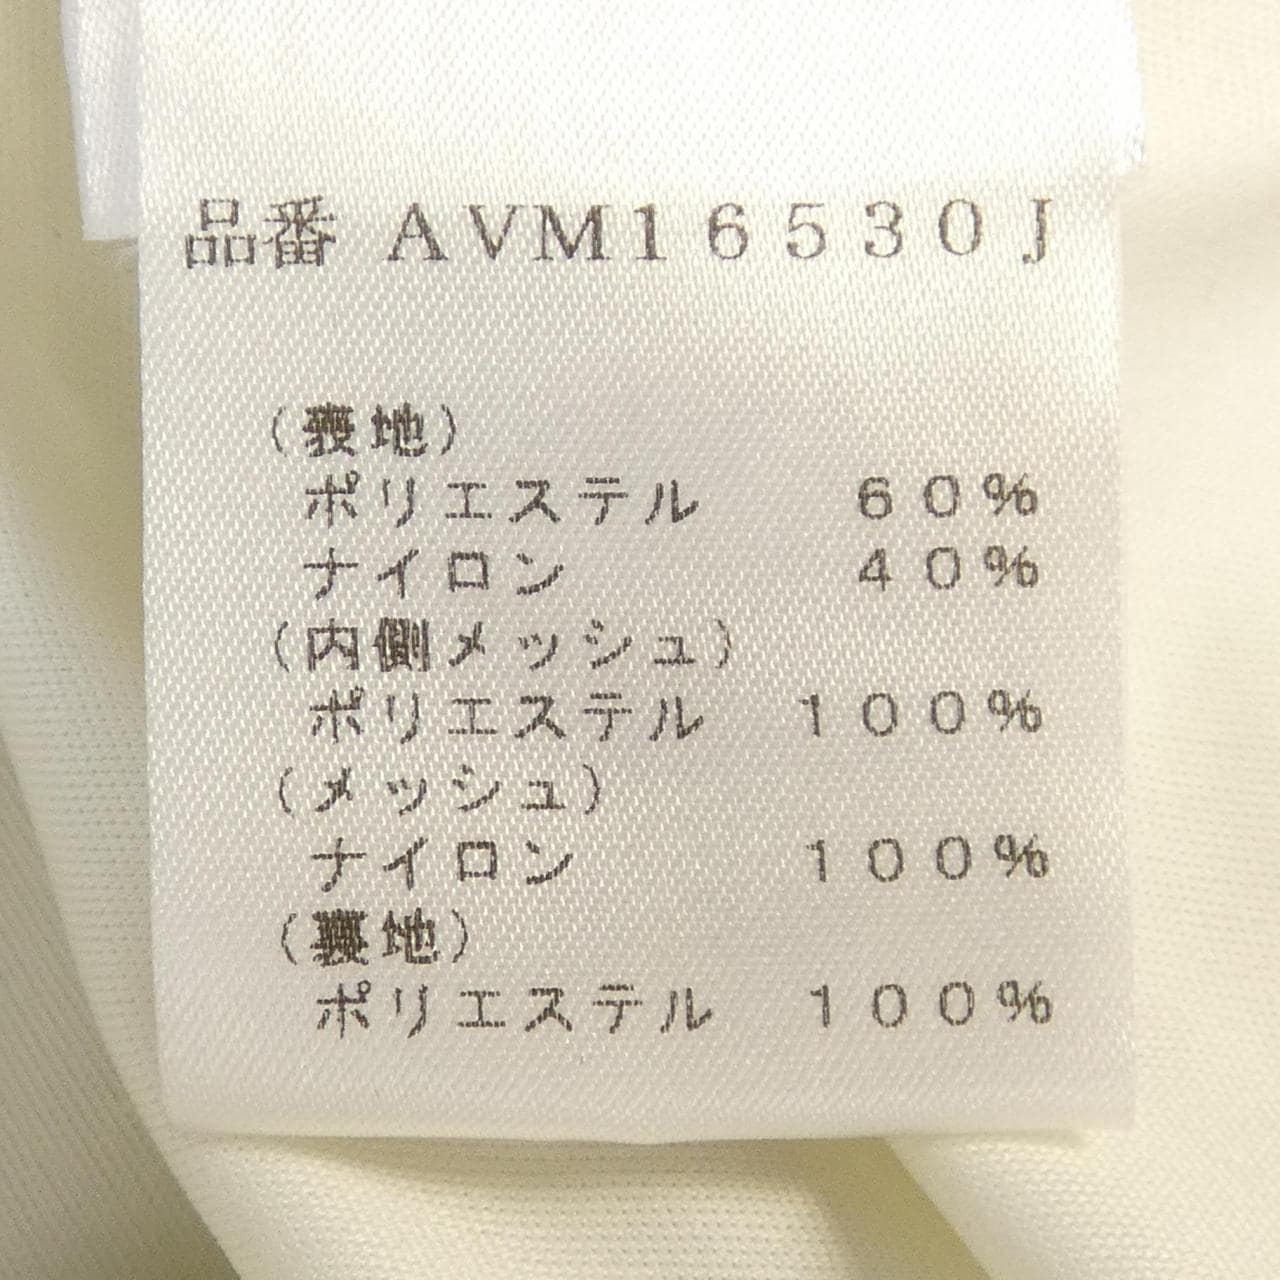 品番 AVM16530J
(表地)
ポリエステル 60%
ナイロン 40%
(内側メッシュ)
ポリエステル 100%
(メッシュ)
ナイロン 100%
(裏地)
ポリエステル 100%